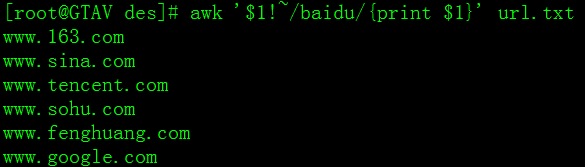 [root@GTAV des]# awk '$1!~/baidu/{print $1}' url.txt
www.163.com
www.sina.com
www.tencent.com
www.sohu.com
www.fenghuang.com
www.google.com